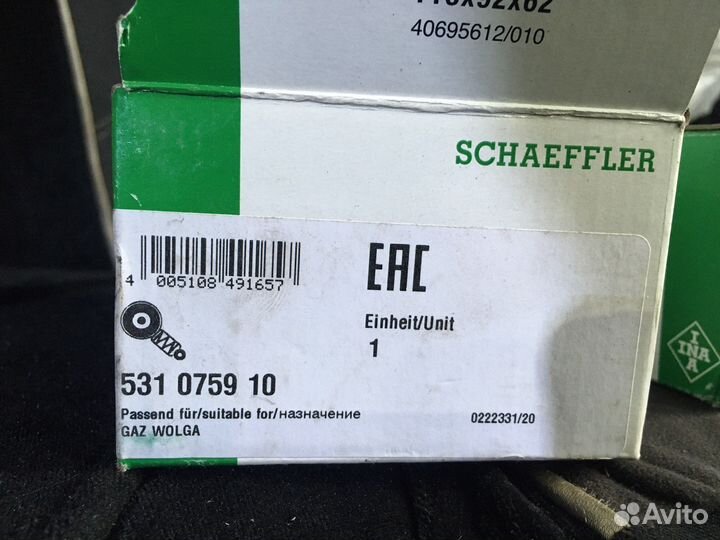 40695612/010
SCHAEFFLER
4 005108 491657
EAC
Einheit/Unit
1
531 0759 10
Passend für/suitable for/назначение
GAZ WOLGA
0222331/20
INA
INA
Avito